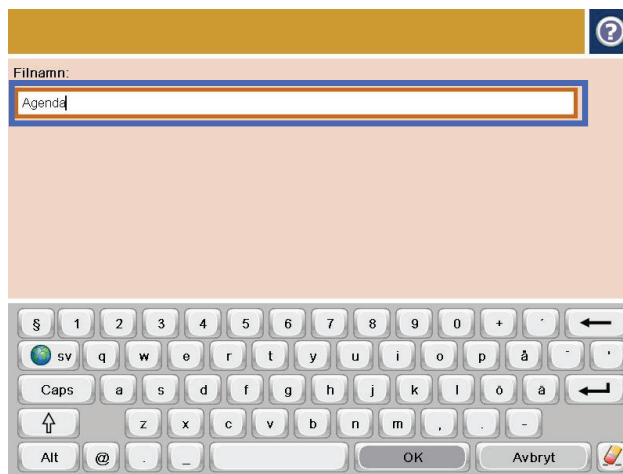 ?
Filnamn:
Agenda
§ 1 2 3 4 5 6 7 8 9 0 + ´
sv q w e r t y u i o p å ¨ '
Caps a s d f g h j k l ö ä
z x c v b n m , . -
Alt @ . _ OK Avbryt